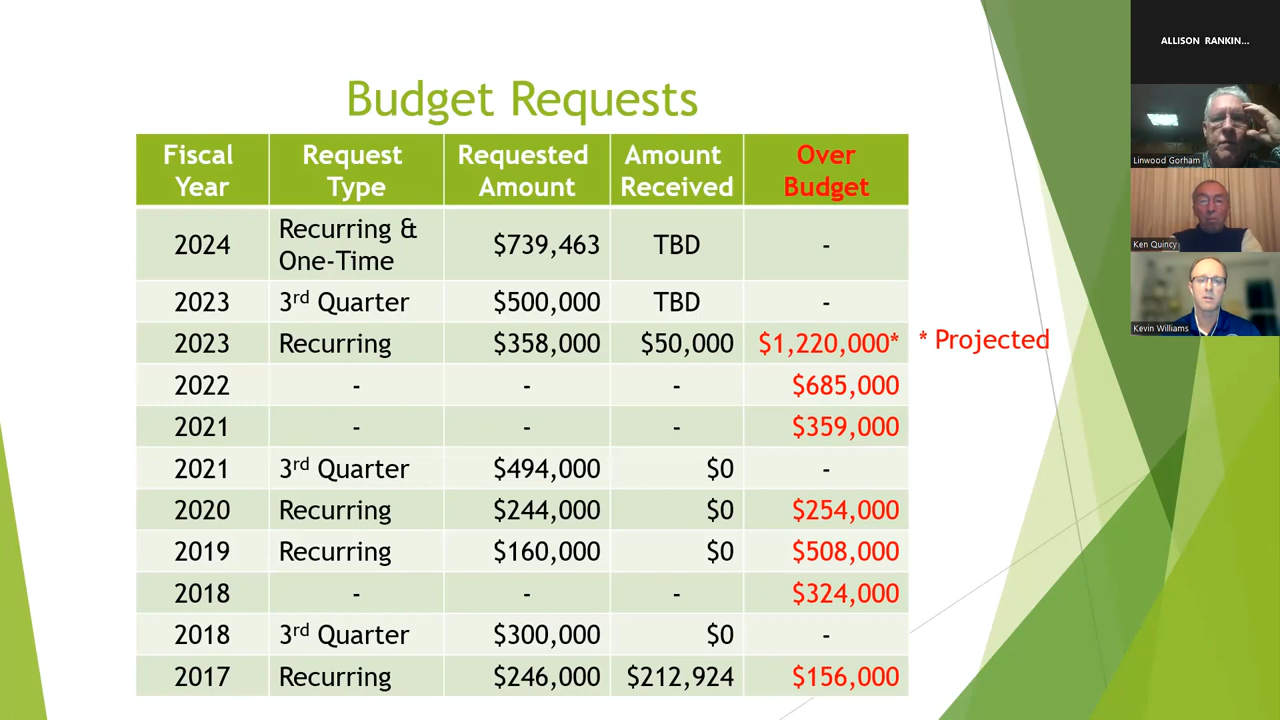 Budget Requests
Fiscal Year Request Type Requested Amount Amount Received Over Budget
2024 Recurring & One-Time $739,463 TBD -
2023 3rd Quarter $500,000 TBD -
2023 Recurring $358,000 $50,000 $1,220,000* * Projected
2022 - - - $685,000
2021 - - - $359,000
2021 3rd Quarter $494,000 $0 -
2020 Recurring $244,000 $0 $254,000
2019 Recurring $160,000 $0 $508,000
2018 - - - $324,000
2018 3rd Quarter $300,000 $0 -
2017 Recurring $246,000 $212,924 $156,000
ALLISON RANKIN...
Linwood Gorham
Ken Quincy
Kevin Williams